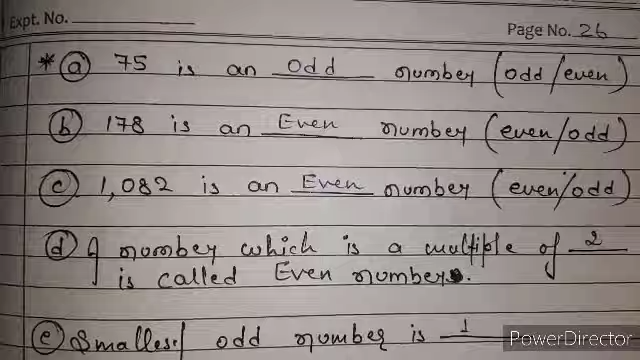 Expt. No.
Page No. 26
* (a) 75 is an Odd number (odd/even)
(b) 178 is an Even number (even/odd)
(c) 1,082 is an Even number (even/odd)
(d) A number which is a multiple of 2
is called Even number.
(e) Smallest odd number is 1
PowerDirector